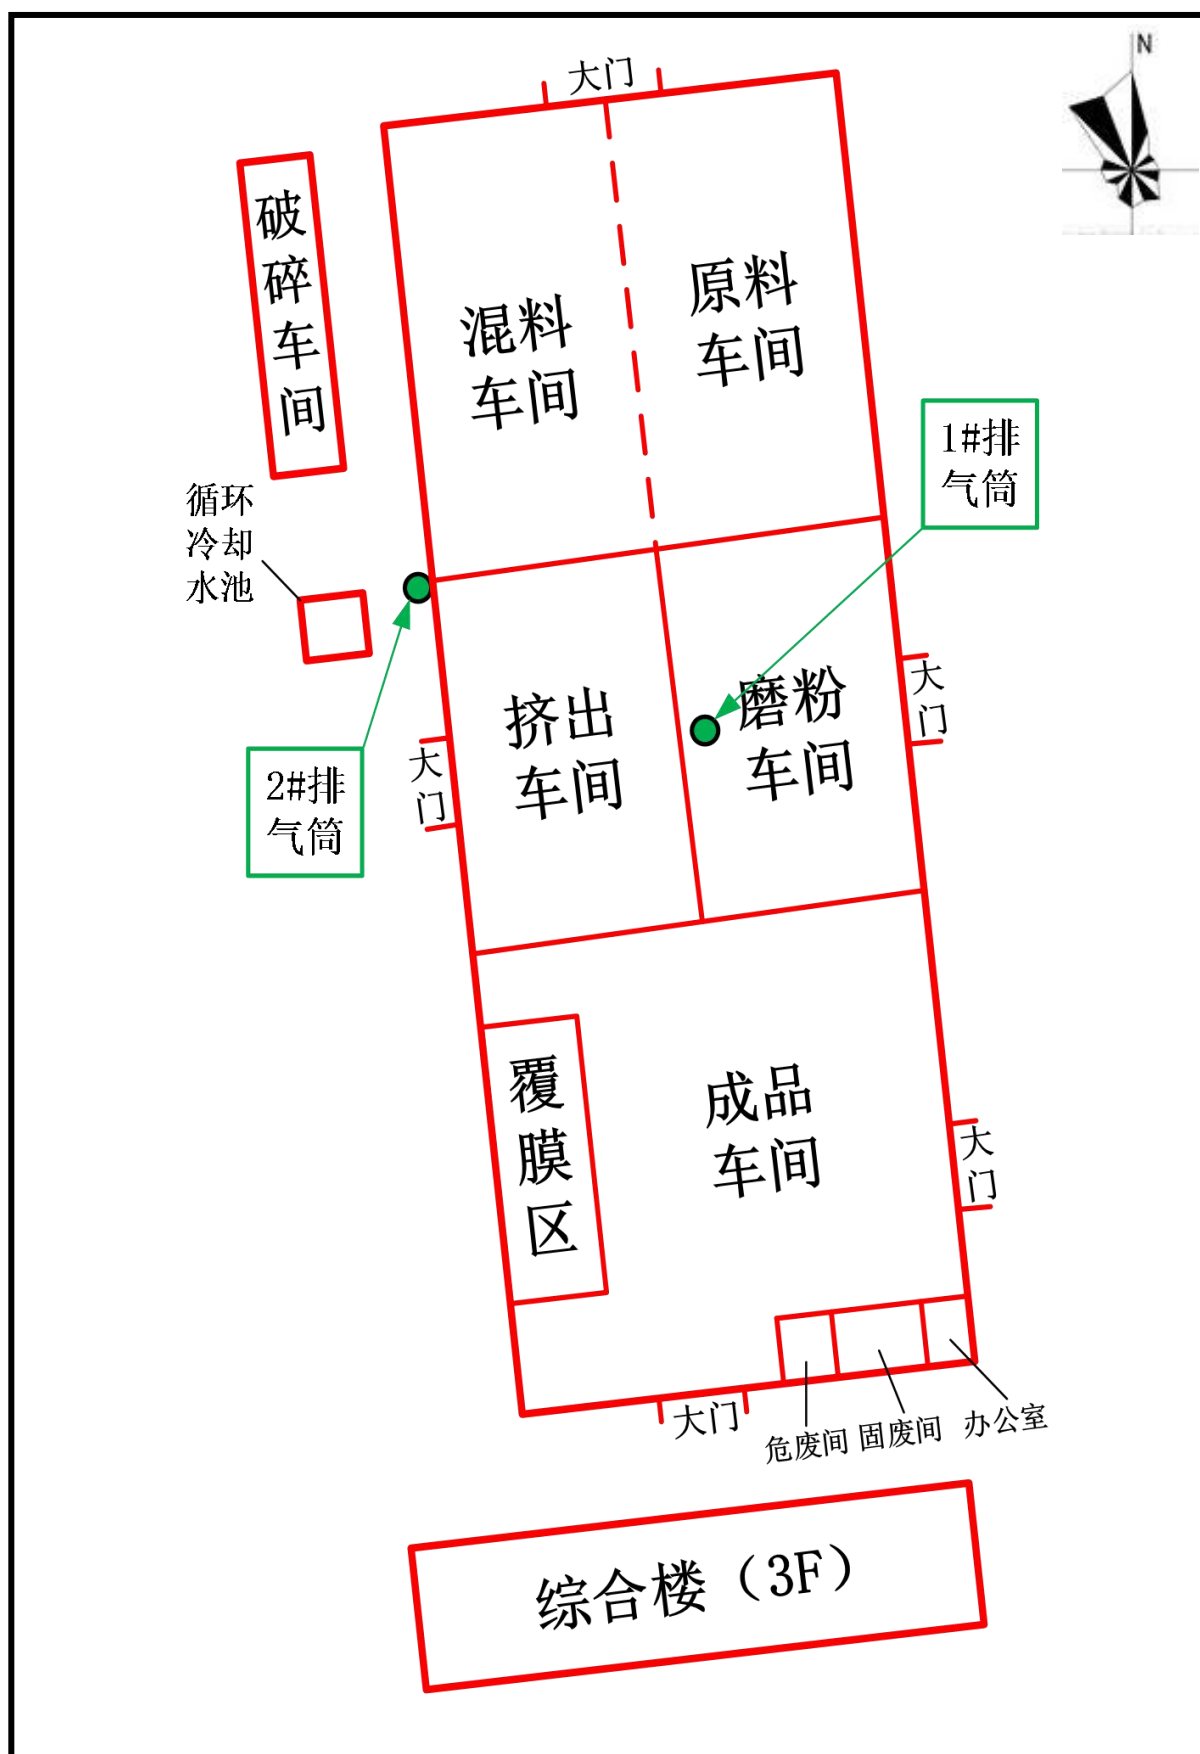 N
大门
破
碎
车
间
混料
车间
原料
车间
1#排
气筒
循环
冷却
水池
挤出
车间
磨粉
车间
大
门
大
门
2#排
气筒
覆
膜
区
成品
车间
大
门
大门
危废间
固废间
办公室
综合楼（3F）